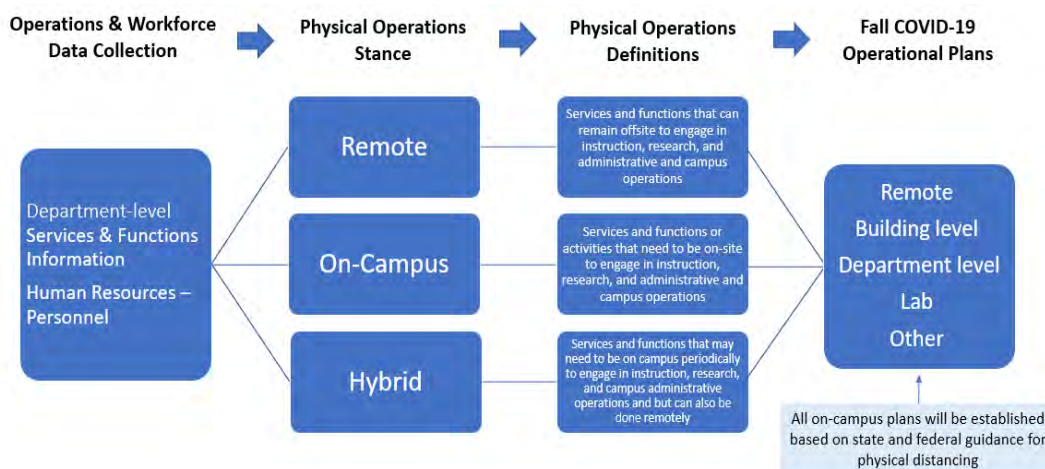 Operations & Workforce
Data Collection
Physical Operations
Stance
Physical Operations
Definitions
Fall COVID-19
Operational Plans
Department-level
Services & Functions
Information
Human Resources –
Personnel
Remote
On-Campus
Hybrid
Services and functions that can
remain offsite to engage in
instruction, research, and
administrative and campus
operations
Services and functions or
activities that need to be on-site
to engage in instruction,
research, and administrative and
campus operations
Services and functions that may
need to be on campus periodically
to engage in instruction, research,
and campus administrative
operations and but can also be
done remotely
Remote
Building level
Department level
Lab
Other
All on-campus plans will be established
based on state and federal guidance for
physical distancing